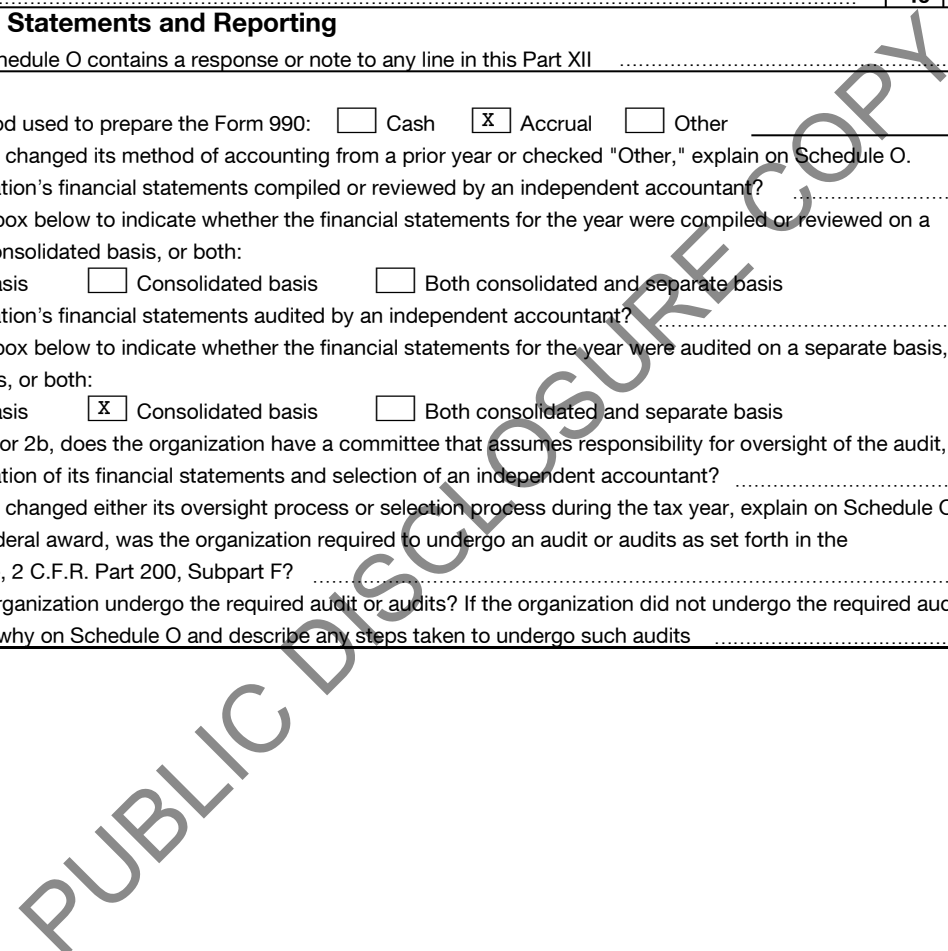 Statements and Reporting
hedule O contains a response or note to any line in this Part XII
od used to prepare the Form 990: Cash X Accrual Other
changed its method of accounting from a prior year or checked "Other," explain on Schedule O.
ation's financial statements compiled or reviewed by an independent accountant?
box below to indicate whether the financial statements for the year were compiled or reviewed on a
onsolidated basis, or both:
asis Consolidated basis Both consolidated and separate basis
ation's financial statements audited by an independent accountant?
box below to indicate whether the financial statements for the year were audited on a separate basis,
s, or both:
asis X Consolidated basis Both consolidated and separate basis
or 2b, does the organization have a committee that assumes responsibility for oversight of the audit,
ation of its financial statements and selection of an independent accountant?
changed either its oversight process or selection process during the tax year, explain on Schedule O
deral award, was the organization required to undergo an audit or audits as set forth in the
, 2 C.F.R. Part 200, Subpart F?
rganization undergo the required audit or audits? If the organization did not undergo the required aud
why on Schedule O and describe any steps taken to undergo such audits
PUBLIC DISCLOSURE COPY